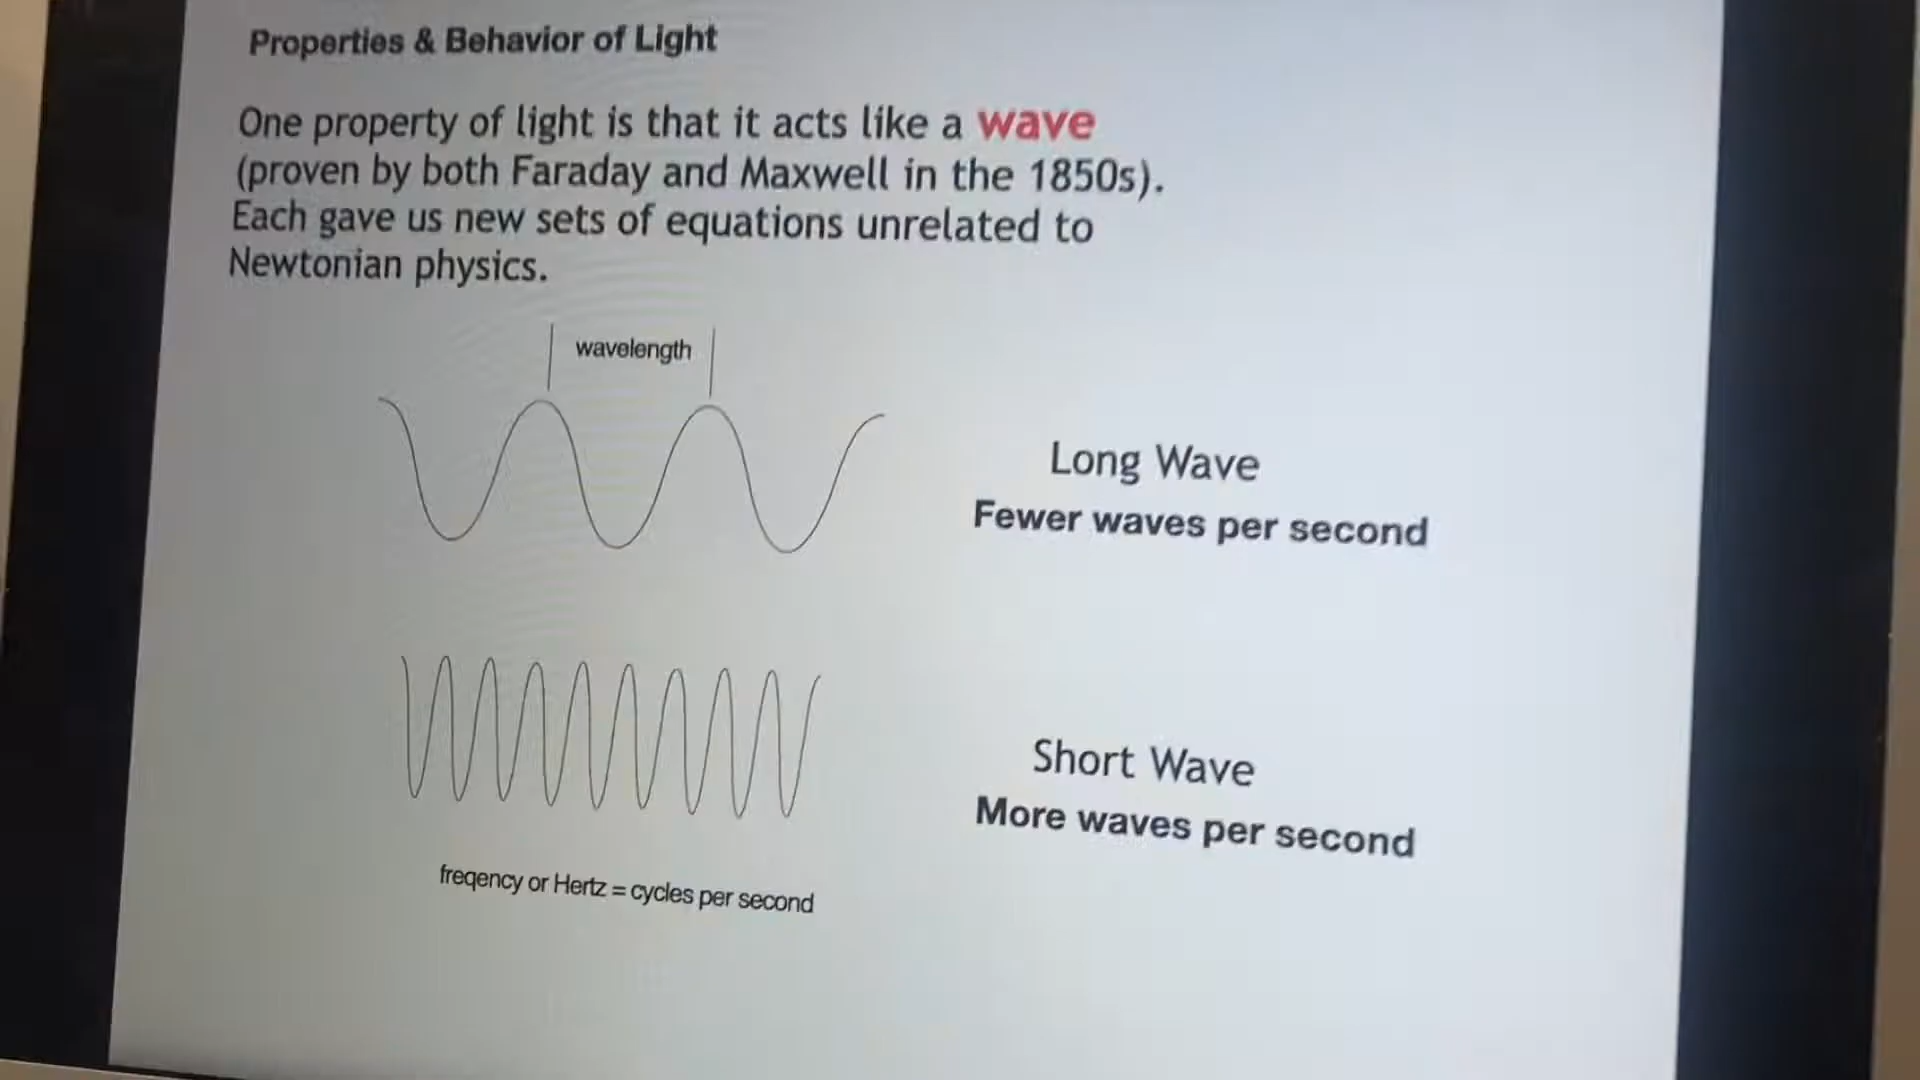 Properties & Behavior of Light
One property of light is that it acts like a wave
(proven by both Faraday and Maxwell in the 1850s).
Each gave us new sets of equations unrelated to
Newtonian physics.
wavelength
Long Wave
Fewer waves per second
Short Wave
More waves per second
freqency or Hertz = cycles per second